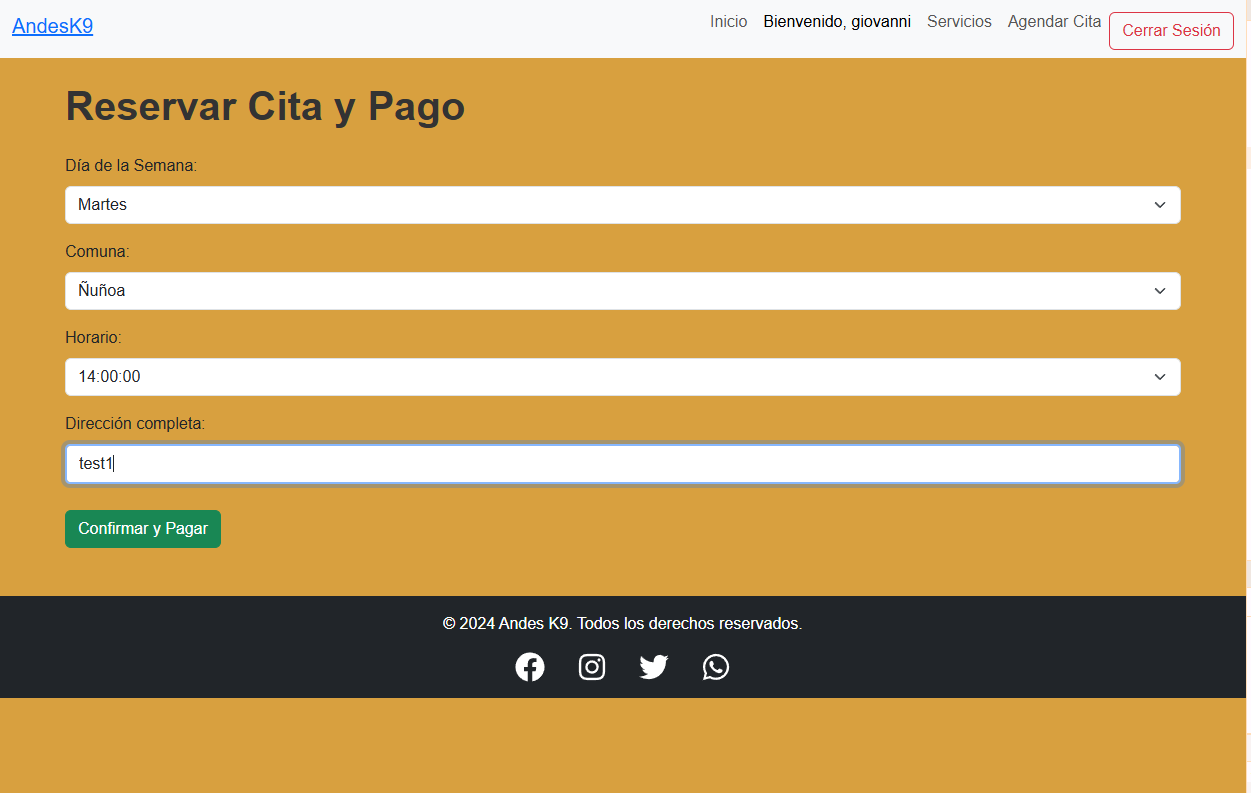 AndesK9
Inicio Bienvenido, giovanni Servicios Agendar Cita Cerrar Sesión
Reservar Cita y Pago
Día de la Semana:
Martes
Comuna:
Ñuñoa
Horario:
14:00:00
Dirección completa:
test1
Confirmar y Pagar
© 2024 Andes K9. Todos los derechos reservados.